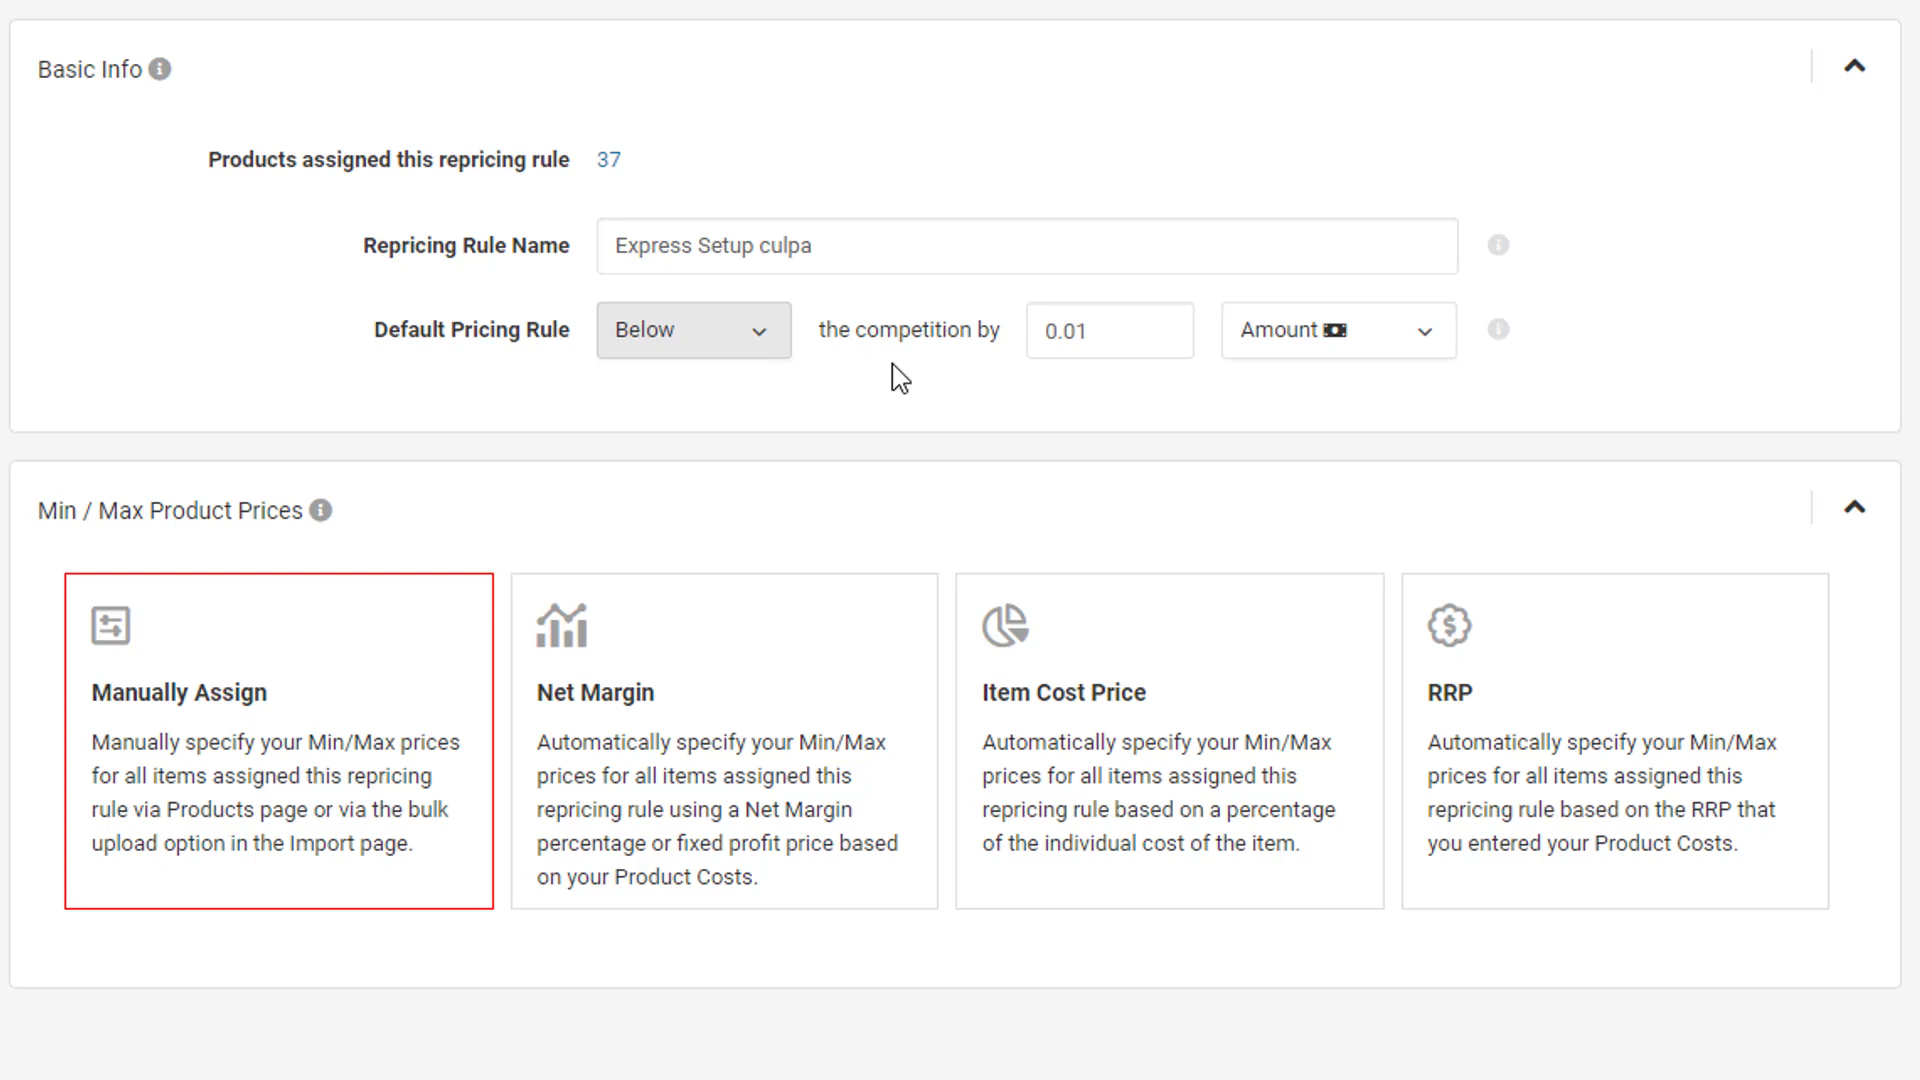 Basic Info
Products assigned this repricing rule 37
Repricing Rule Name Express Setup culpa
Default Pricing Rule Below the competition by 0.01 Amount
Min / Max Product Prices
Manually Assign
Manually specify your Min/Max prices
for all items assigned this repricing
rule via Products page or via the bulk
upload option in the Import page.
Net Margin
Automatically specify your Min/Max
prices for all items assigned this
repricing rule using a Net Margin
percentage or fixed profit price based
on your Product Costs.
Item Cost Price
Automatically specify your Min/Max
prices for all items assigned this
repricing rule based on a percentage
of the individual cost of the item.
RRP
Automatically specify your Min/Max
prices for all items assigned this
repricing rule based on the RRP that
you entered your Product Costs.